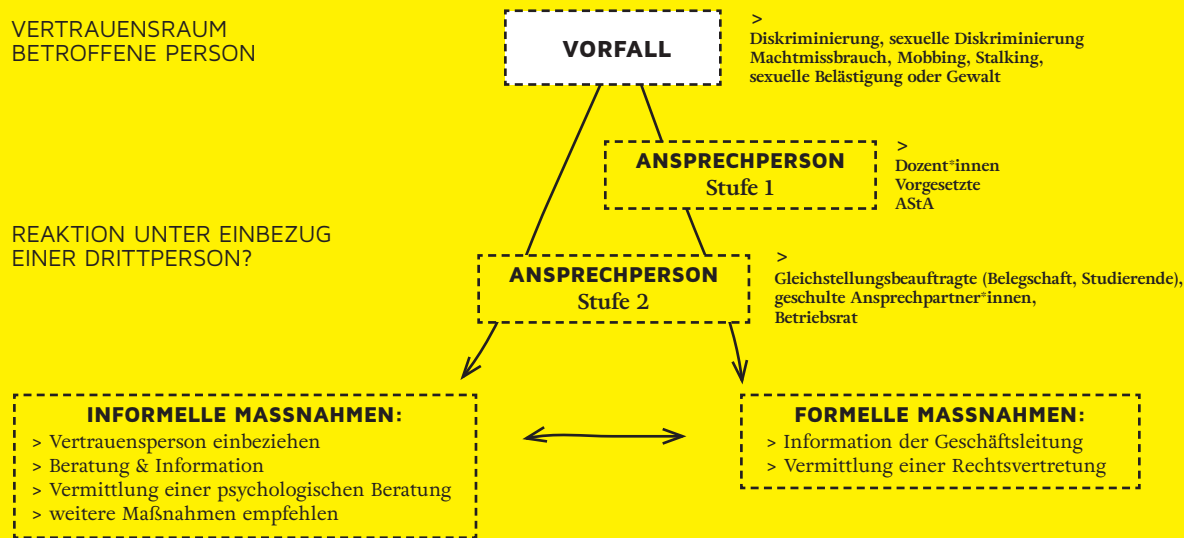 VERTRAUENSRAUM
BETROFFENE PERSON
VORFALL
>
Diskriminierung, sexuelle Diskriminierung
Machtmissbrauch, Mobbing, Stalking,
sexuelle Belästigung oder Gewalt
ANSPRECHPERSON
Stufe 1
>
Dozent*innen
Vorgesetzte
AStA
REAKTION UNTER EINBEZUG
EINER DRITTPERSON?
ANSPRECHPERSON
Stufe 2
>
Gleichstellungsbeauftragte (Belegschaft, Studierende),
geschulte Ansprechpartner*innen,
Betriebsrat
INFORMELLE MASSNAHMEN:
> Vertrauensperson einbeziehen
> Beratung & Information
> Vermittlung einer psychologischen Beratung
> weitere Maßnahmen empfehlen
FORMELLE MASSNAHMEN:
> Information der Geschäftsleitung
> Vermittlung einer Rechtsvertretung